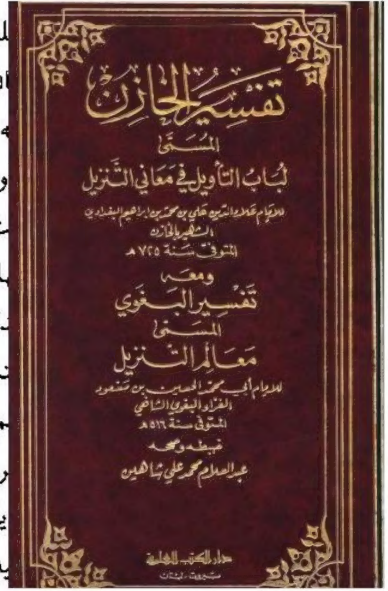 تفسير الخازن
المسمى
لباب التأويل في معاني التنزيل
للإمام علاء الدين علي بن محمد بن إبراهيم البغدادي
الشهير بالخازن
المتوفى سنة ٧٢٥ هـ
ومعه
تفسير البغوي
المسمى
معالم التنزيل
للإمام أبي محمد الحسين بن مسعود
الفراء البغوي الشافعي
المتوفى سنة ٥١٦ هـ
ضبطه وصححه
عبد السلام محمد علي شاهين
دار الكتب العلمية
بيروت - لبنان